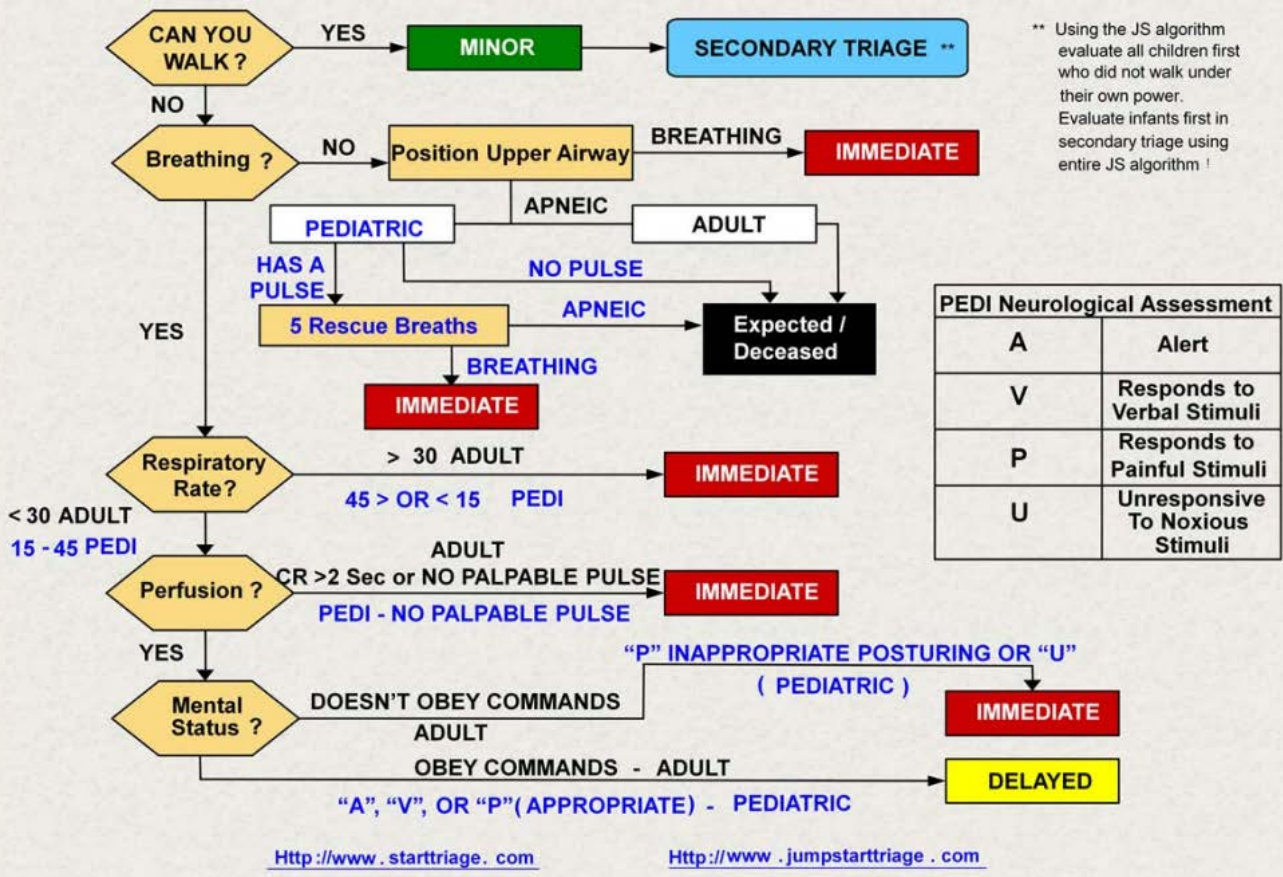 CAN YOU
WALK ?
YES
MINOR
SECONDARY TRIAGE **
** Using the JS algorithm
evaluate all children first
who did not walk under
their own power.
Evaluate infants first in
secondary triage using
entire JS algorithm !
NO
Breathing ?
NO
Position Upper Airway
BREATHING
IMMEDIATE
APNEIC
PEDIATRIC
ADULT
HAS A
PULSE
NO PULSE
5 Rescue Breaths
APNEIC
Expected /
Deceased
YES
BREATHING
IMMEDIATE
PEDI Neurological Assessment
A
Alert
V
Responds to
Verbal Stimuli
P
Responds to
Painful Stimuli
U
Unresponsive
To Noxious
Stimuli
Respiratory
Rate?
> 30 ADULT
45 > OR < 15 PEDI
IMMEDIATE
< 30 ADULT
15 - 45 PEDI
Perfusion ?
ADULT
CR >2 Sec or NO PALPABLE PULSE
PEDI - NO PALPABLE PULSE
IMMEDIATE
YES
Mental
Status ?
DOESN’T OBEY COMMANDS
ADULT
“P” INAPPROPRIATE POSTURING OR “U”
( PEDIATRIC )
IMMEDIATE
OBEY COMMANDS - ADULT
“A”, “V”, OR “P” ( APPROPRIATE) - PEDIATRIC
DELAYED
Http://www . starttriage. com
Http://www . jumpstarttriage . com